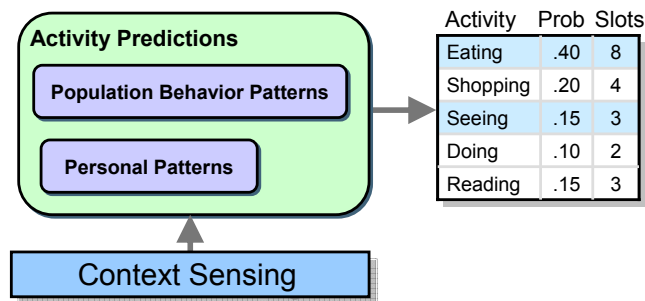 Activity Predictions
Population Behavior Patterns
Personal Patterns
Context Sensing
Activity Prob Slots
Eating .40 8
Shopping .20 4
Seeing .15 3
Doing .10 2
Reading .15 3